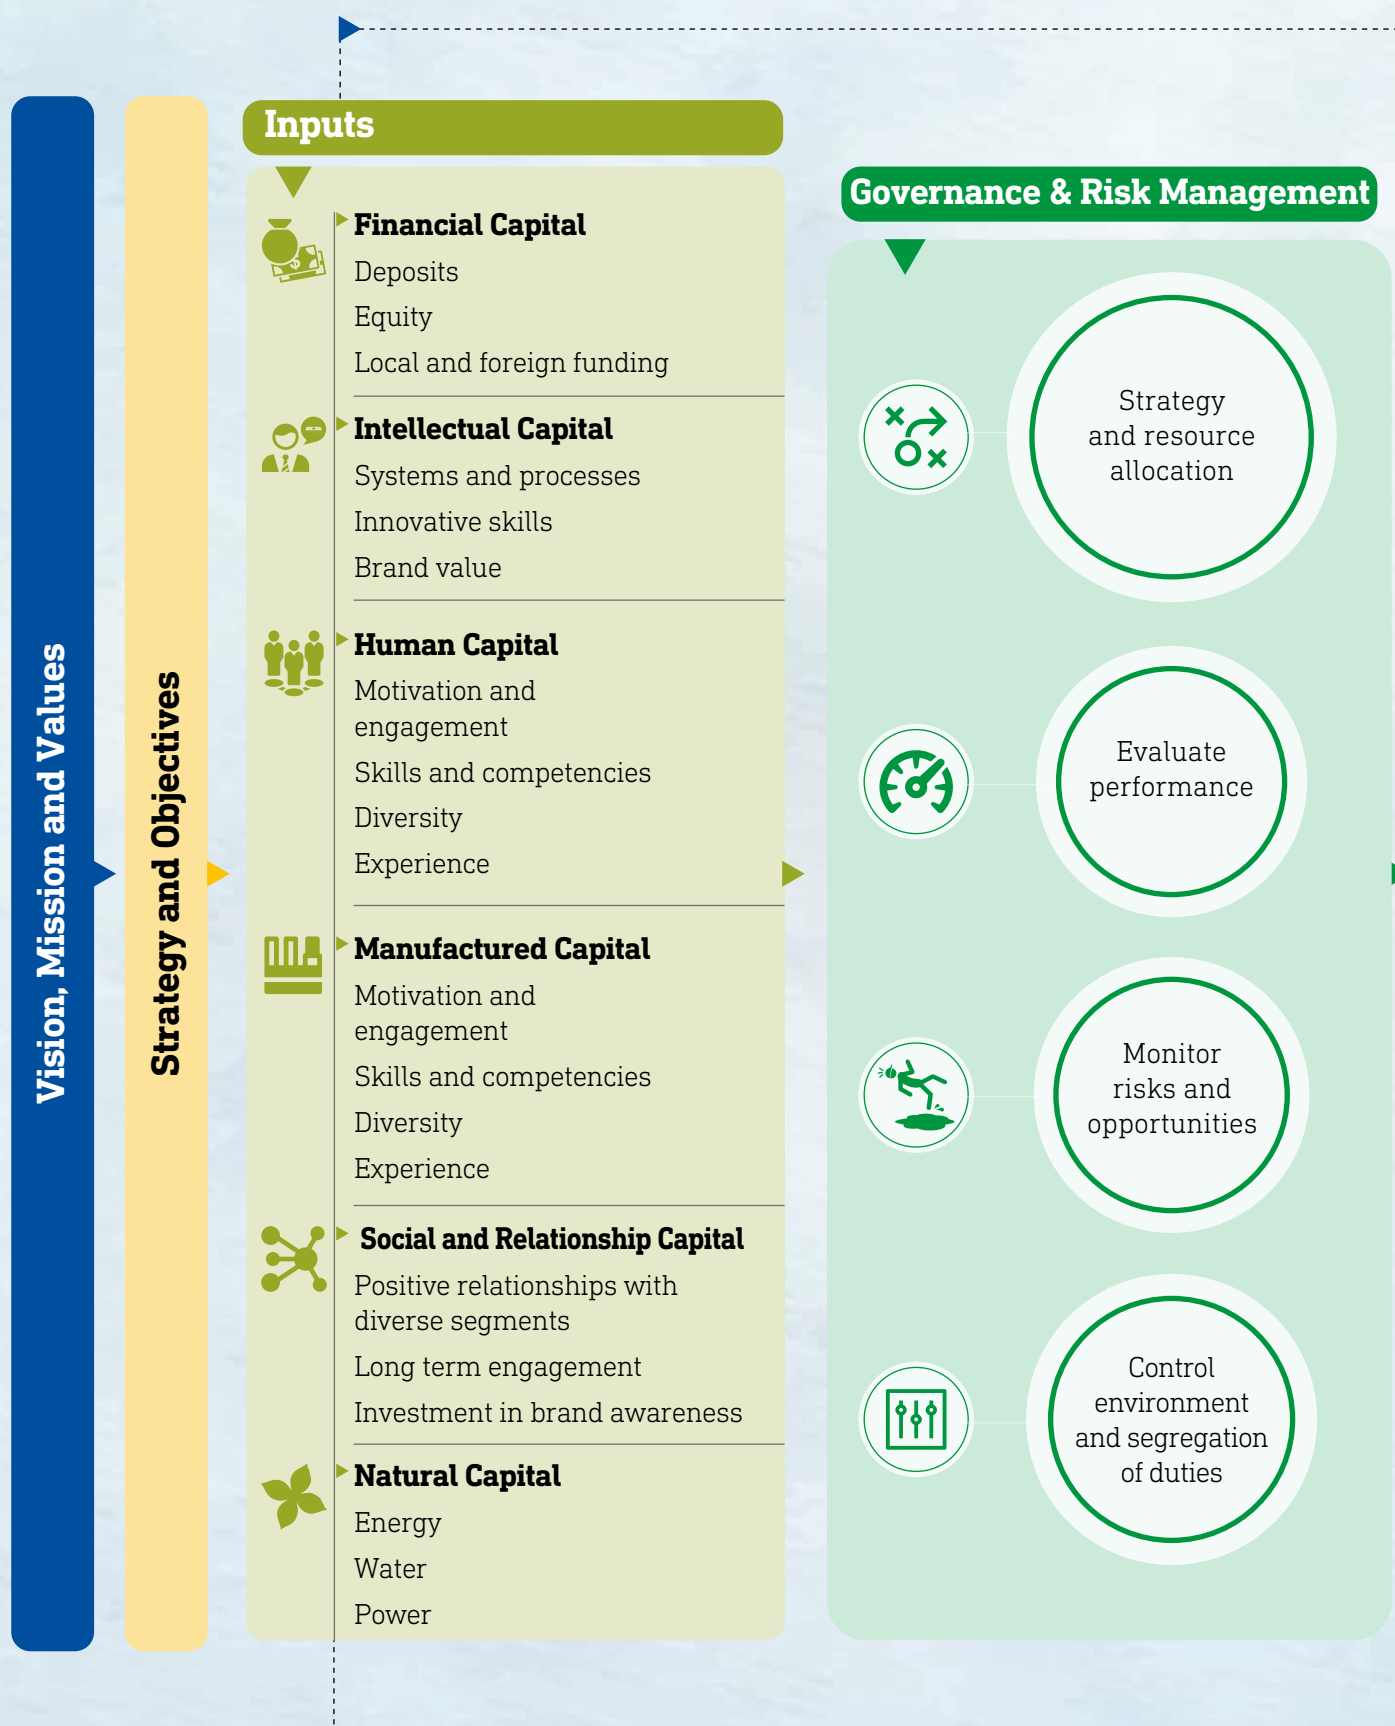 Vision, Mission and Values
Strategy and Objectives
Inputs
Financial Capital
Deposits
Equity
Local and foreign funding
Intellectual Capital
Systems and processes
Innovative skills
Brand value
Human Capital
Motivation and
engagement
Skills and competencies
Diversity
Experience
Manufactured Capital
Motivation and
engagement
Skills and competencies
Diversity
Experience
Social and Relationship Capital
Positive relationships with
diverse segments
Long term engagement
Investment in brand awareness
Natural Capital
Energy
Water
Power
Governance & Risk Management
Strategy
and resource
allocation
Evaluate
performance
Monitor
risks and
opportunities
Control
environment
and segregation
of duties